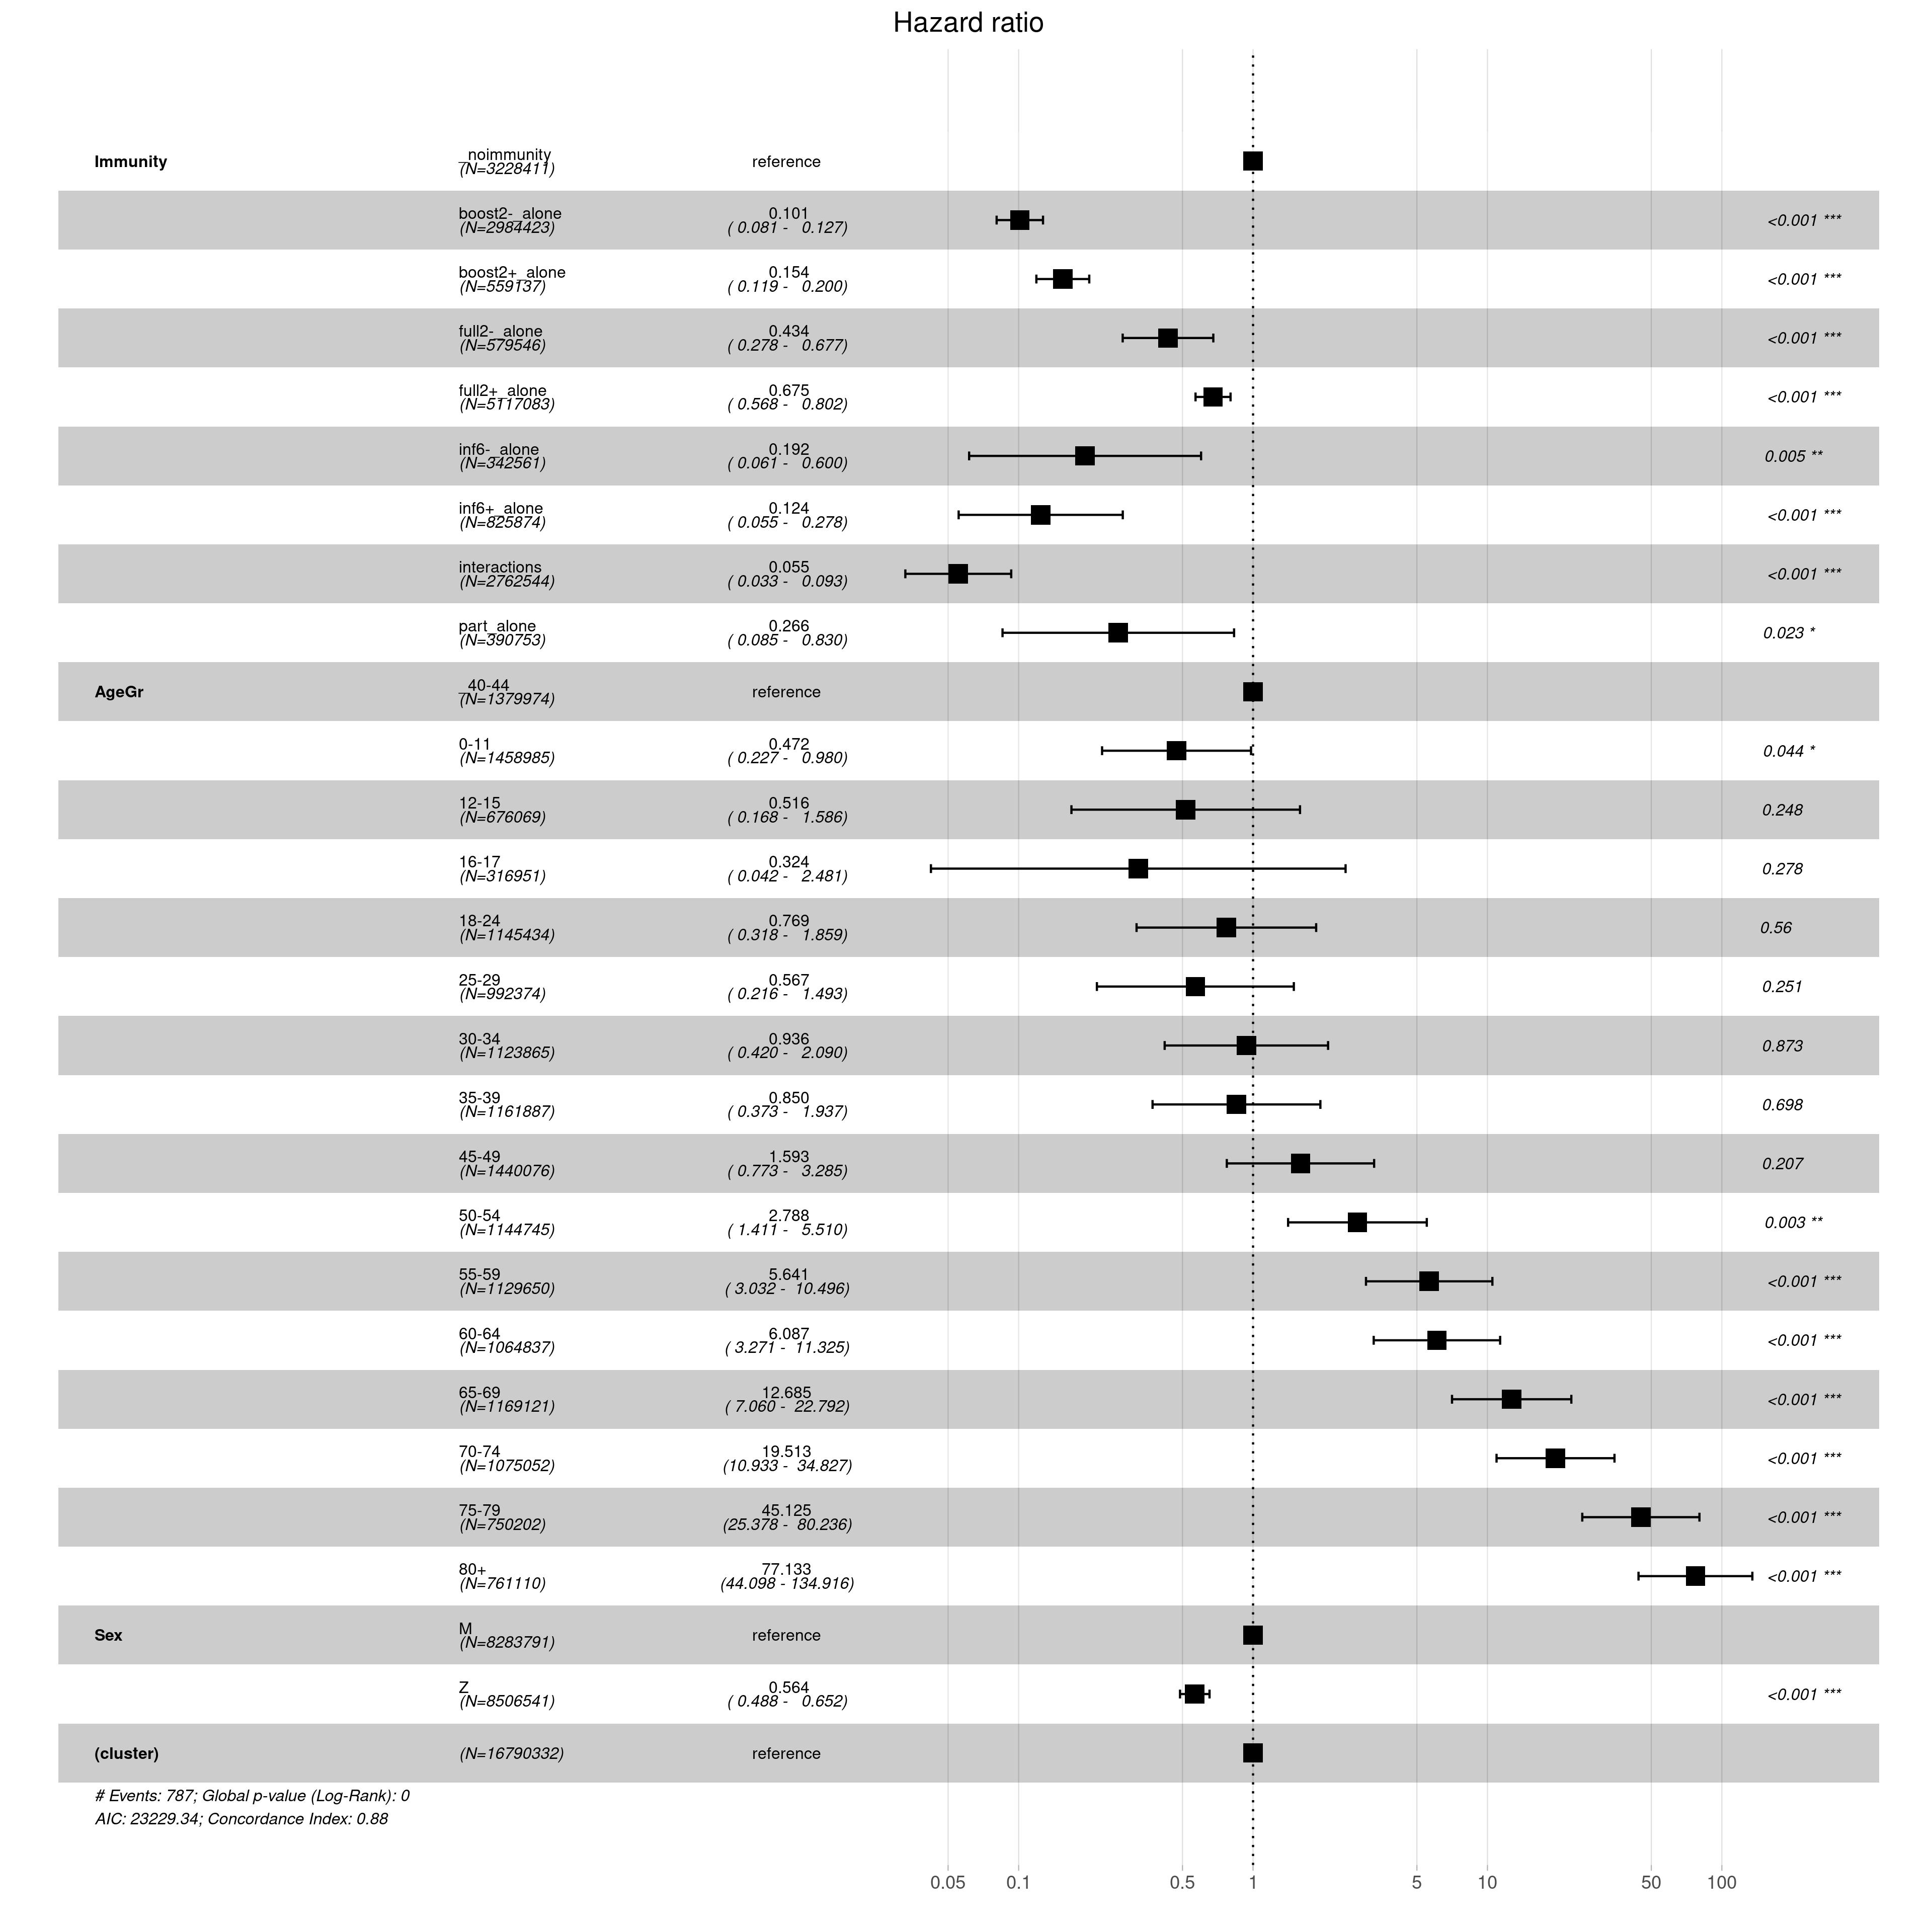 Hazard ratio
Immunity
_noimmunity
(N=3228411)
reference
boost2-_alone
(N=2984423)
0.101
( 0.081 - 0.127)
<0.001 ***
boost2+_alone
(N=559137)
0.154
( 0.119 - 0.200)
<0.001 ***
full2-_alone
(N=579546)
0.434
( 0.278 - 0.677)
<0.001 ***
full2+_alone
(N=5117083)
0.675
( 0.568 - 0.802)
<0.001 ***
inf6-_alone
(N=342561)
0.192
( 0.061 - 0.600)
0.005 **
inf6+_alone
(N=825874)
0.124
( 0.055 - 0.278)
<0.001 ***
interactions
(N=2762544)
0.055
( 0.033 - 0.093)
<0.001 ***
part_alone
(N=390753)
0.266
( 0.085 - 0.830)
0.023 *
AgeGr
_40-44
(N=1379974)
reference
0-11
(N=1458985)
0.472
( 0.227 - 0.980)
0.044 *
12-15
(N=676069)
0.516
( 0.168 - 1.586)
0.248
16-17
(N=316951)
0.324
( 0.042 - 2.481)
0.278
18-24
(N=1145434)
0.769
( 0.318 - 1.859)
0.56
25-29
(N=992374)
0.567
( 0.216 - 1.493)
0.251
30-34
(N=1123865)
0.936
( 0.420 - 2.090)
0.873
35-39
(N=1161887)
0.850
( 0.373 - 1.937)
0.698
45-49
(N=1440076)
1.593
( 0.773 - 3.285)
0.207
50-54
(N=1144745)
2.788
( 1.411 - 5.510)
0.003 **
55-59
(N=1129650)
5.641
( 3.032 - 10.496)
<0.001 ***
60-64
(N=1064837)
6.087
( 3.271 - 11.325)
<0.001 ***
65-69
(N=1169121)
12.685
( 7.060 - 22.792)
<0.001 ***
70-74
(N=1075052)
19.513
(10.933 - 34.827)
<0.001 ***
75-79
(N=750202)
45.125
(25.378 - 80.236)
<0.001 ***
80+
(N=761110)
77.133
(44.098 - 134.916)
<0.001 ***
Sex
M
(N=8283791)
reference
Z
(N=8506541)
0.564
( 0.488 - 0.652)
<0.001 ***
(cluster)
(N=16790332)
reference
# Events: 787; Global p-value (Log-Rank): 0
AIC: 23229.34; Concordance Index: 0.88
0.05 0.1 0.5 1 5 10 50 100